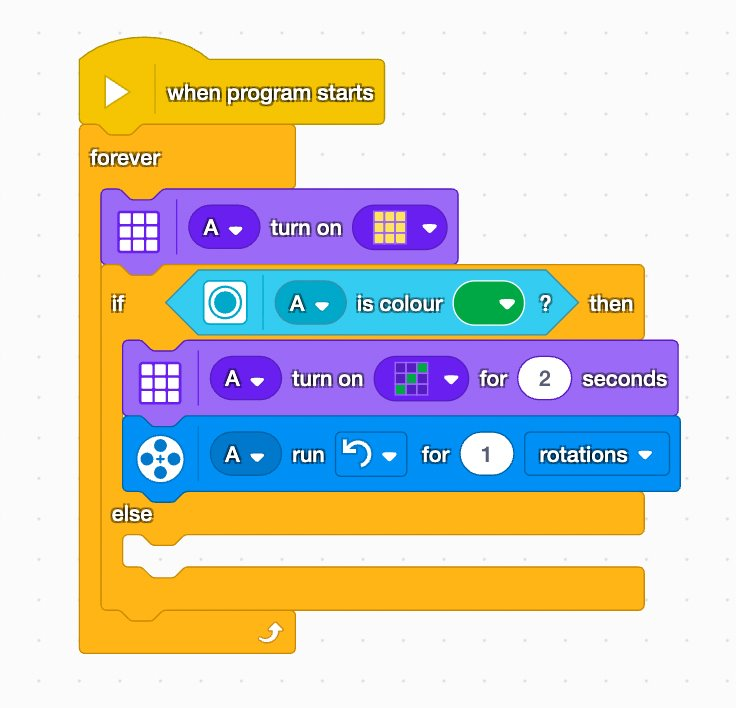 when program starts
forever
A turn on
if A is colour ? then
A turn on for 2 seconds
A run for 1 rotations
else